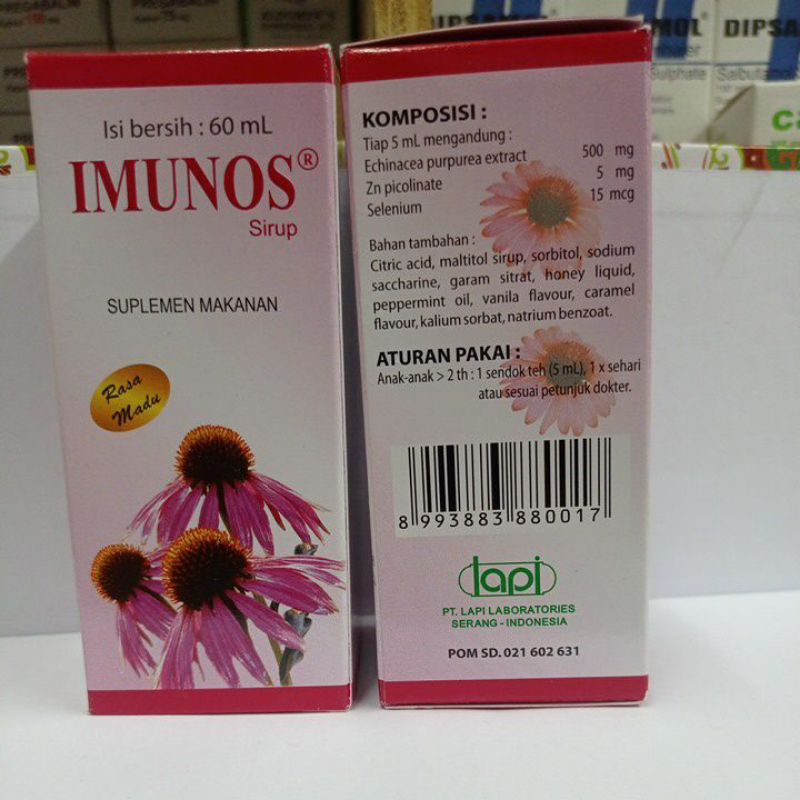 Isi bersih : 60 mL
IMUNOS®
Sirup
SUPLEMEN MAKANAN
Rasa
Madu
KOMPOSISI :
Tiap 5 mL mengandung :
Echinacea purpurea extract 500 mg
Zn picolinate 5 mg
Selenium 15 mcg
Bahan tambahan :
Citric acid, maltitol sirup, sorbitol, sodium
saccharine, garam sitrat, honey liquid,
peppermint oil, vanila flavour, caramel
flavour, kalium sorbat, natrium benzoat.
ATURAN PAKAI :
Anak-anak > 2 th : 1 sendok teh (5 mL), 1 x sehari
atau sesuai petunjuk dokter.
8 993883 880017
lapi
PT. LAPI LABORATORIES
SERANG - INDONESIA
POM SD. 021 602 631
DIPS